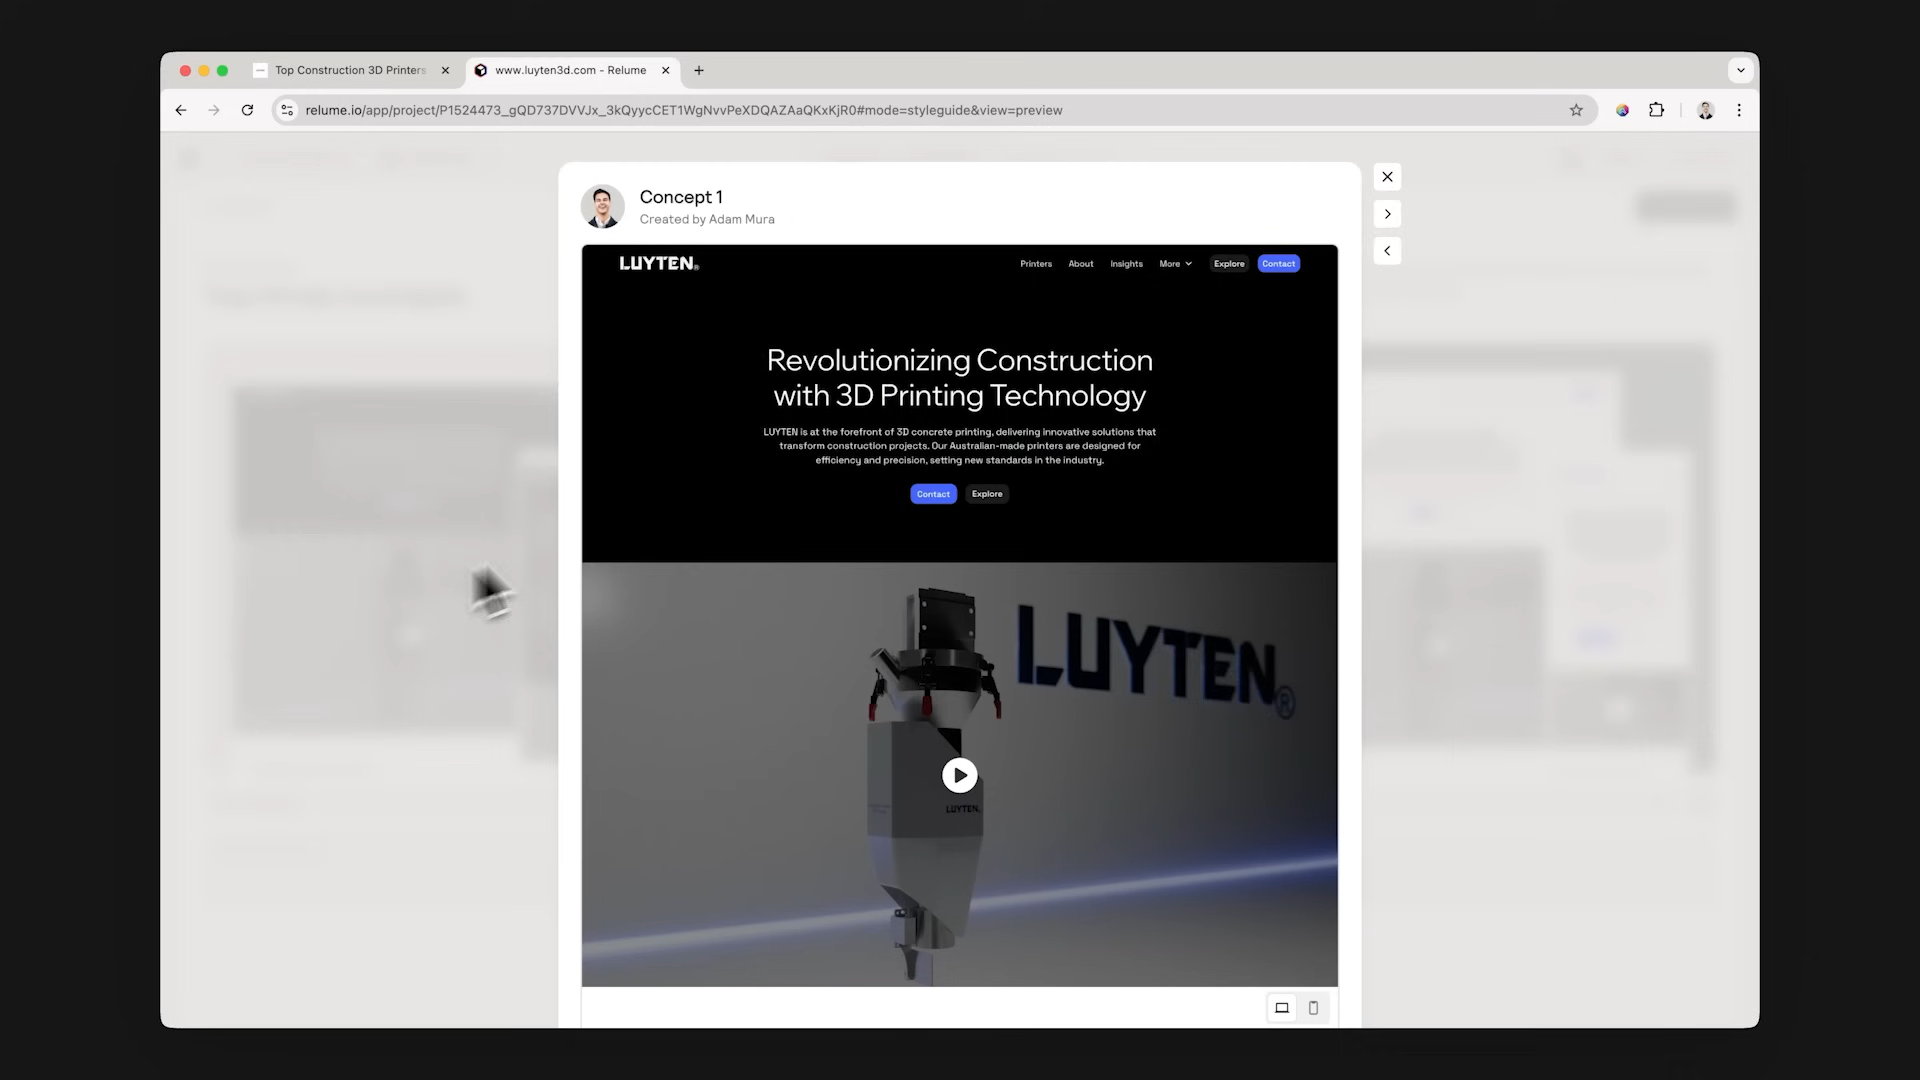 Top Construction 3D Printers
www.luyten3d.com - Relume
relume.io/app/project/P1524473_gQD737DVVJx_3kQyycCET1WgNvvPeXDQAZAaQKxKjR0#mode=styleguide&view=preview
Concept 1
Created by Adam Mura
LUYTEN®
Printers
About
Insights
More
Explore
Contact
Revolutionizing Construction
with 3D Printing Technology
LUYTEN is at the forefront of 3D concrete printing, delivering innovative solutions that
transform construction projects. Our Australian-made printers are designed for
efficiency and precision, setting new standards in the industry.
Contact
Explore
LUYTEN®
LUYTEN